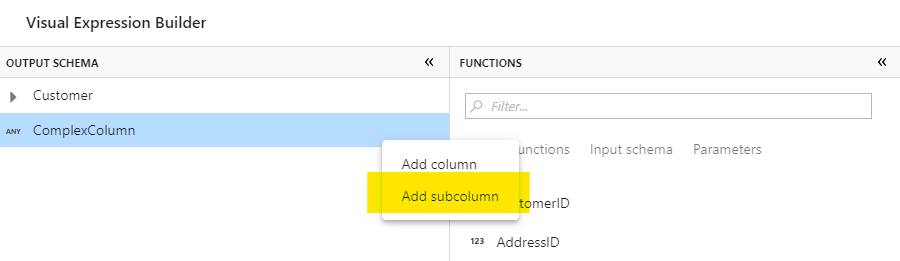 Visual Expression Builder
OUTPUT SCHEMA «
FUNCTIONS «
Customer
ANY ComplexColumn
Filter...
Add column
Add subcolumn
unctions Input schema Parameters
tomerID
123 AddressID